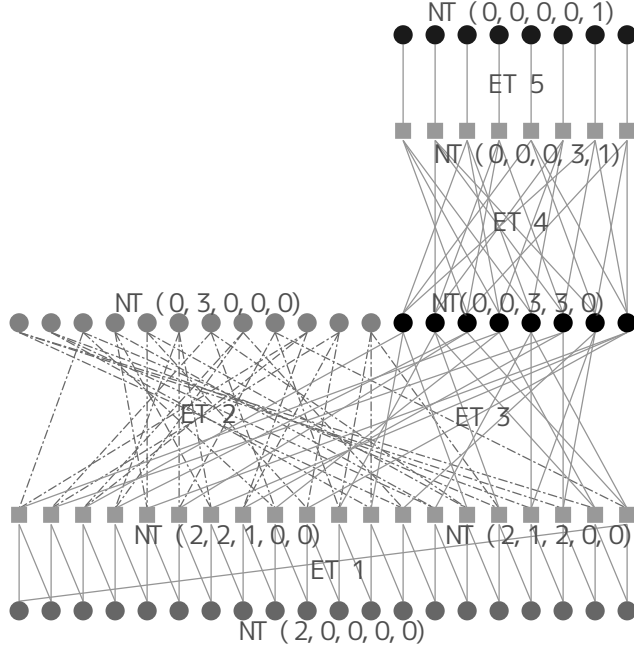 NT (0,0,0,0,1)
ET 5
NT (0,0,0,3,1)
ET 4
NT (0,3,0,0,0) NT(0,0,3,3,0)
ET 2 ET 3
NT (2,2,1,0,0) NT (2,1,2,0,0)
ET 1
NT (2,0,0,0,0)